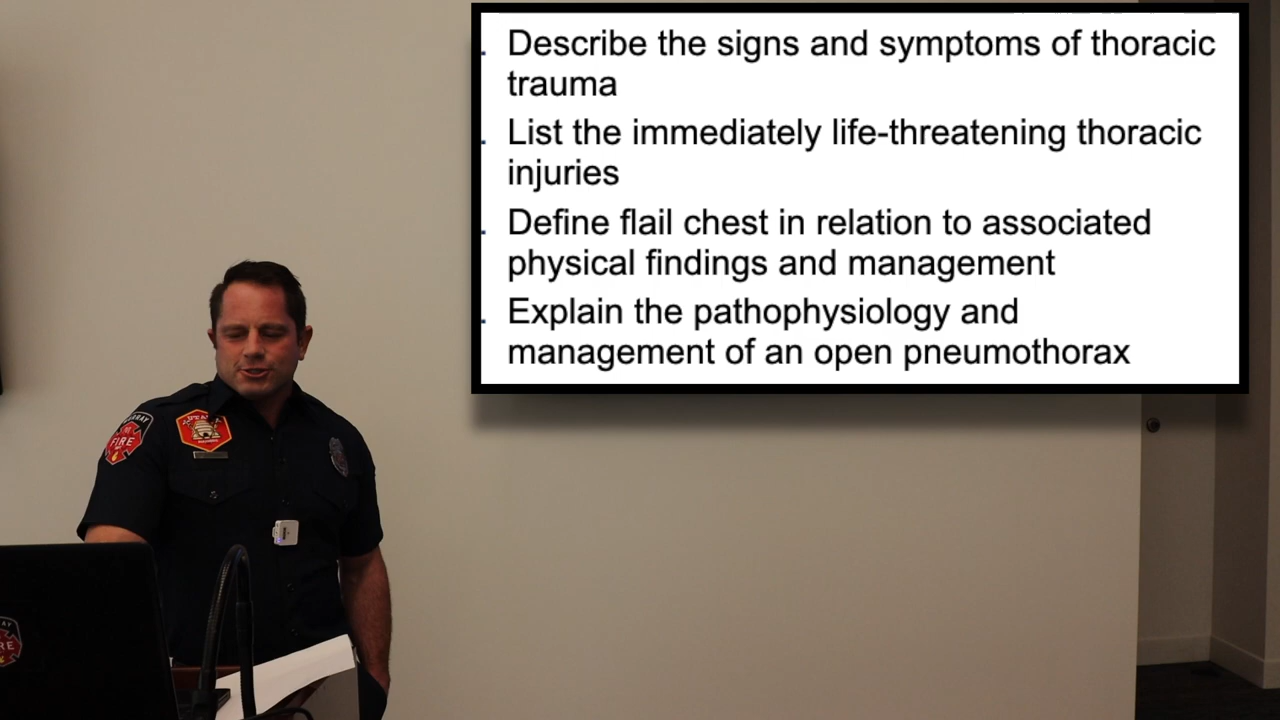 Describe the signs and symptoms of thoracic
trauma
List the immediately life-threatening thoracic
injuries
Define flail chest in relation to associated
physical findings and management
Explain the pathophysiology and
management of an open pneumothorax
FIRE